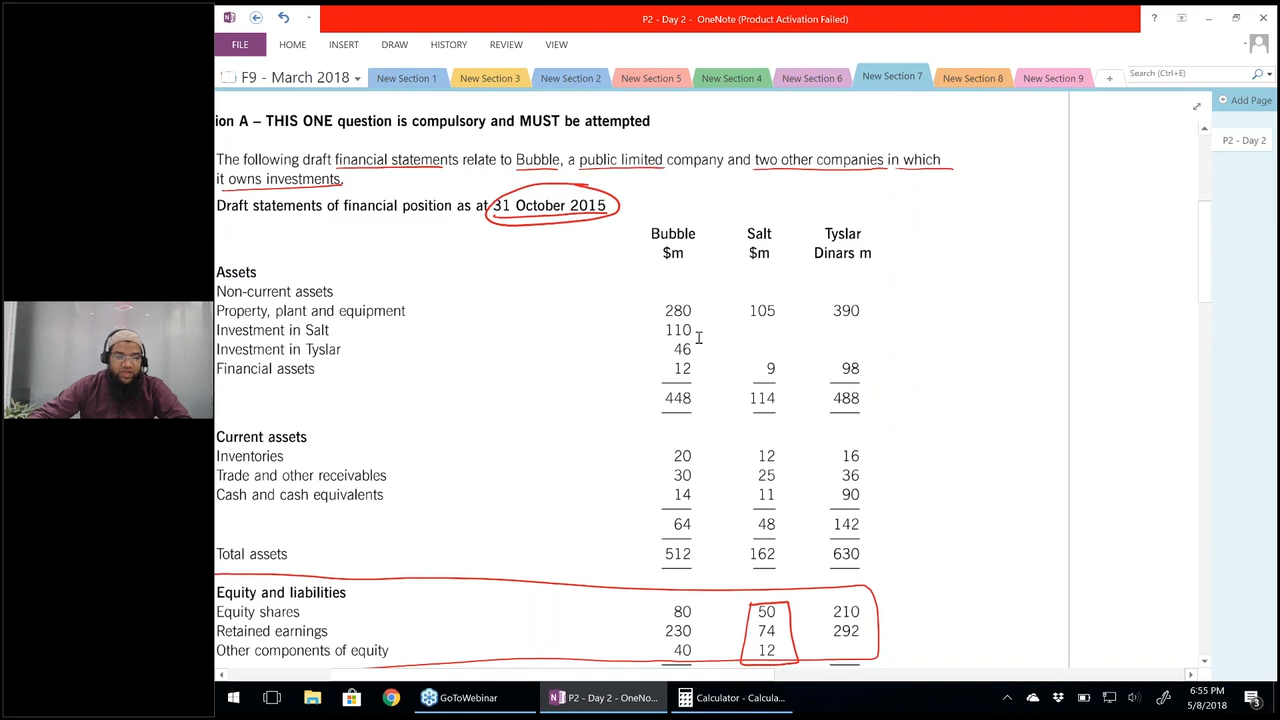 P2 - Day 2 - OneNote (Product Activation Failed)
FILE HOME INSERT DRAW HISTORY REVIEW VIEW
F9 - March 2018 New Section 1 New Section 3 New Section 2 New Section 5 New Section 4 New Section 6 New Section 7 New Section 8 New Section 9 + Search (Ctrl+E)
Add Page
P2 - Day 2
ion A – THIS ONE question is compulsory and MUST be attempted
The following draft financial statements relate to Bubble, a public limited company and two other companies in which
it owns investments.
Draft statements of financial position as at 31 October 2015
Bubble Salt Tyslar
$m $m Dinars m
Assets
Non-current assets
Property, plant and equipment 280 105 390
Investment in Salt 110
Investment in Tyslar 46
Financial assets 12 9 98
448 114 488
Current assets
Inventories 20 12 16
Trade and other receivables 30 25 36
Cash and cash equivalents 14 11 90
64 48 142
Total assets 512 162 630
Equity and liabilities
Equity shares 80 50 210
Retained earnings 230 74 292
Other components of equity 40 12
GoToWebinar P2 - Day 2 - OneNo... Calculator - Calcula...
6:55 PM
5/8/2018
3